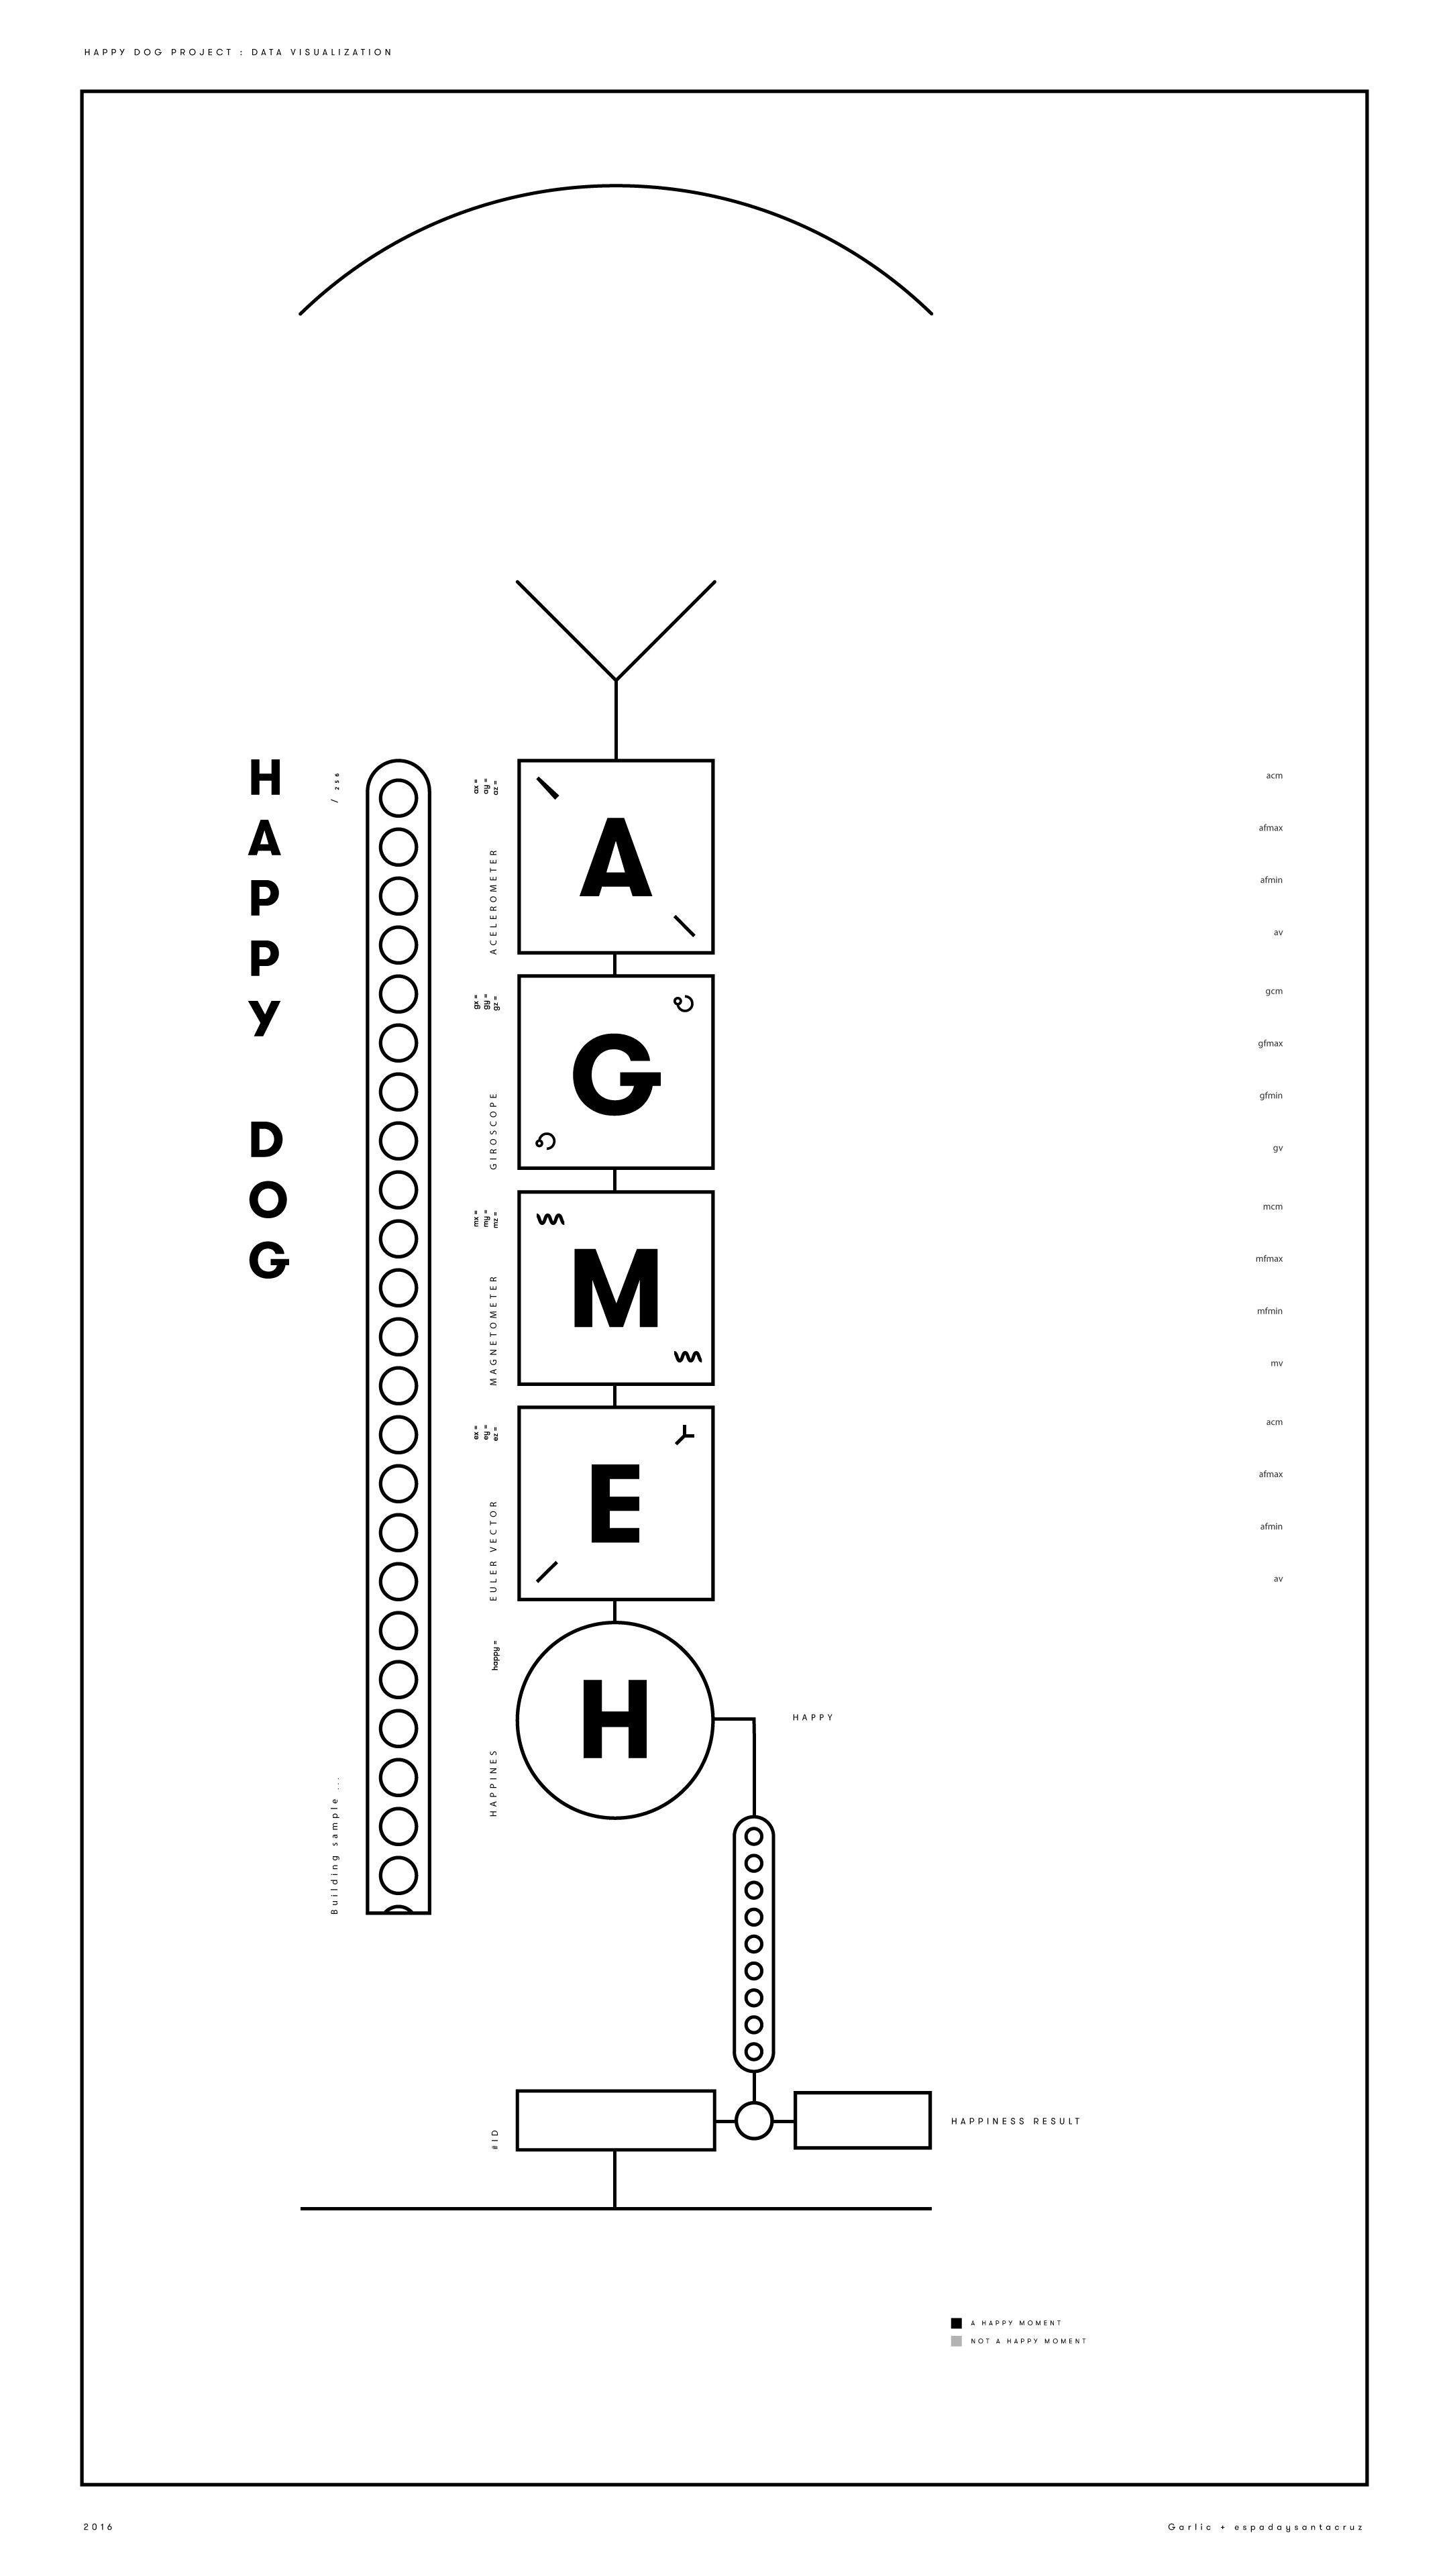 HAPPY DOG PROJECT : DATA VISUALIZATION
HAPPY
DOG
/ 256
Building sample ...
ax =
ay =
az =
ACELEROMETER
A
acm
afmax
afmin
av
gx =
gy =
gz =
GIROSCOPE
G
gcm
gfmax
gfmin
gv
mx =
my =
mz =
MAGNETOMETER
M
mcm
mfmax
mfmin
mv
ex =
ey =
ez =
EULER VECTOR
E
acm
afmax
afmin
av
happy =
HAPPINES
H
HAPPY
#ID
HAPPINESS RESULT
A HAPPY MOMENT
NOT A HAPPY MOMENT
2016
Garlic + espadaysantacruz